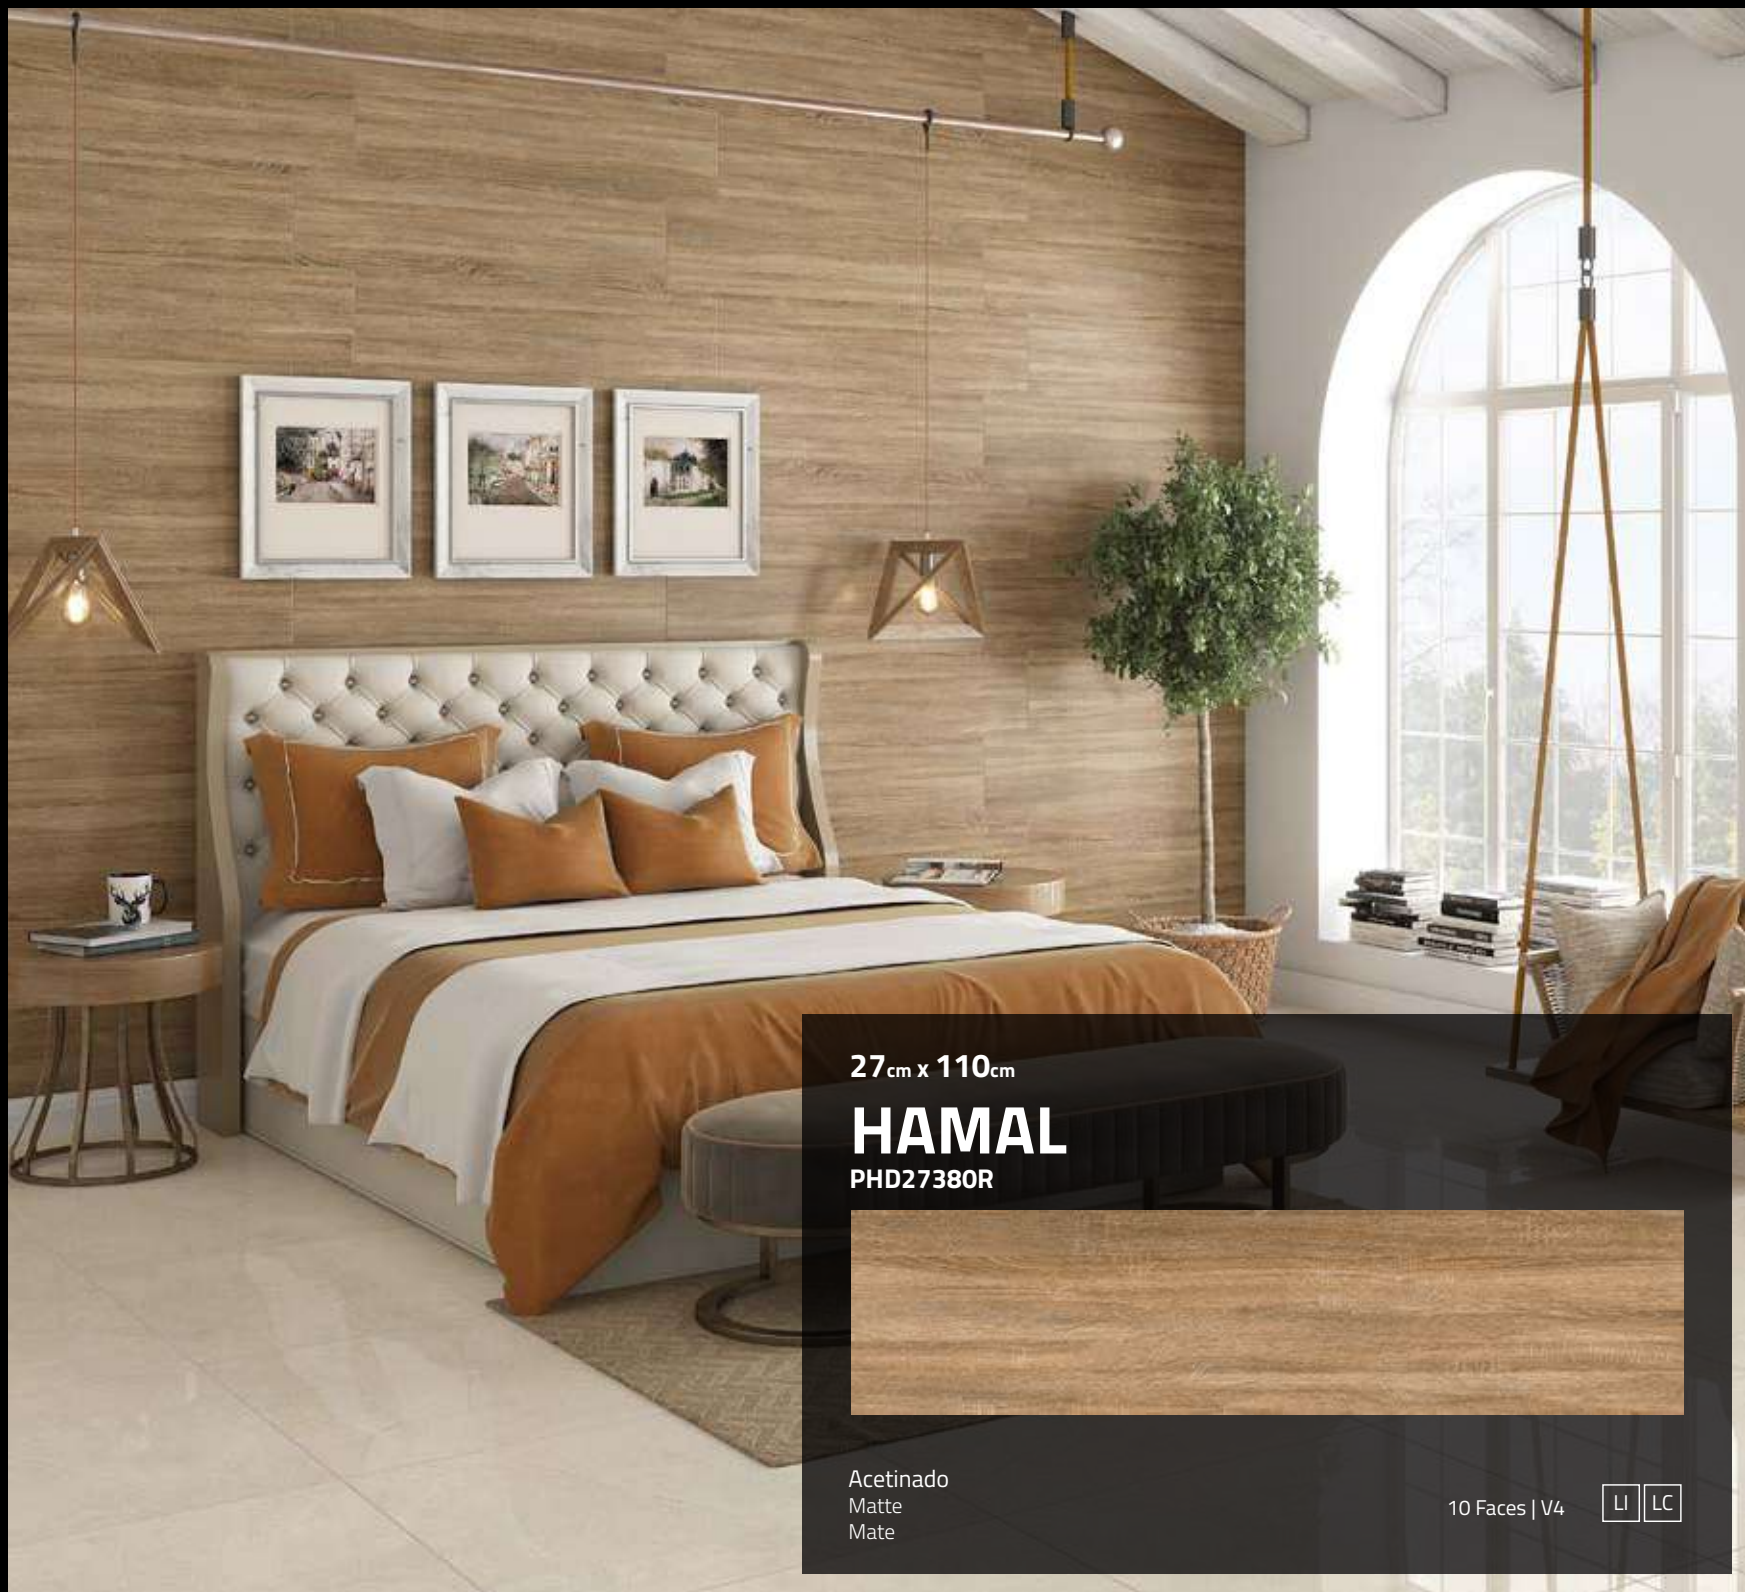 27cm x 110cm
HAMAL
PHD27380R
Acetinado
Matte
Mate
10 Faces | V4
LI LC